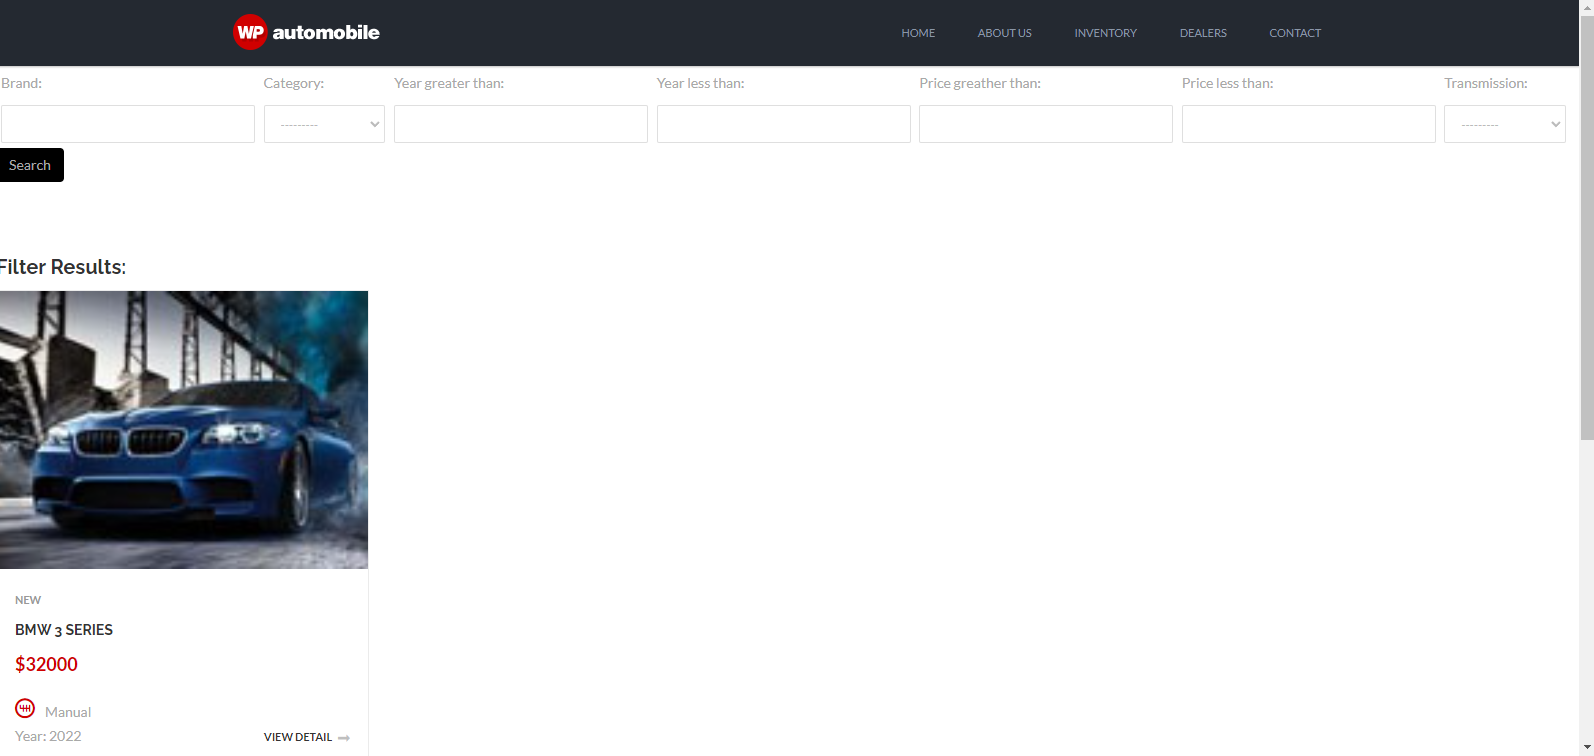 WP automobile
HOME ABOUT US INVENTORY DEALERS CONTACT
Brand: Category: Year greater than: Year less than: Price greather than: Price less than: Transmission:
--------- ---------
Search
Filter Results:
NEW
BMW 3 SERIES
$32000
Manual
Year: 2022 VIEW DETAIL